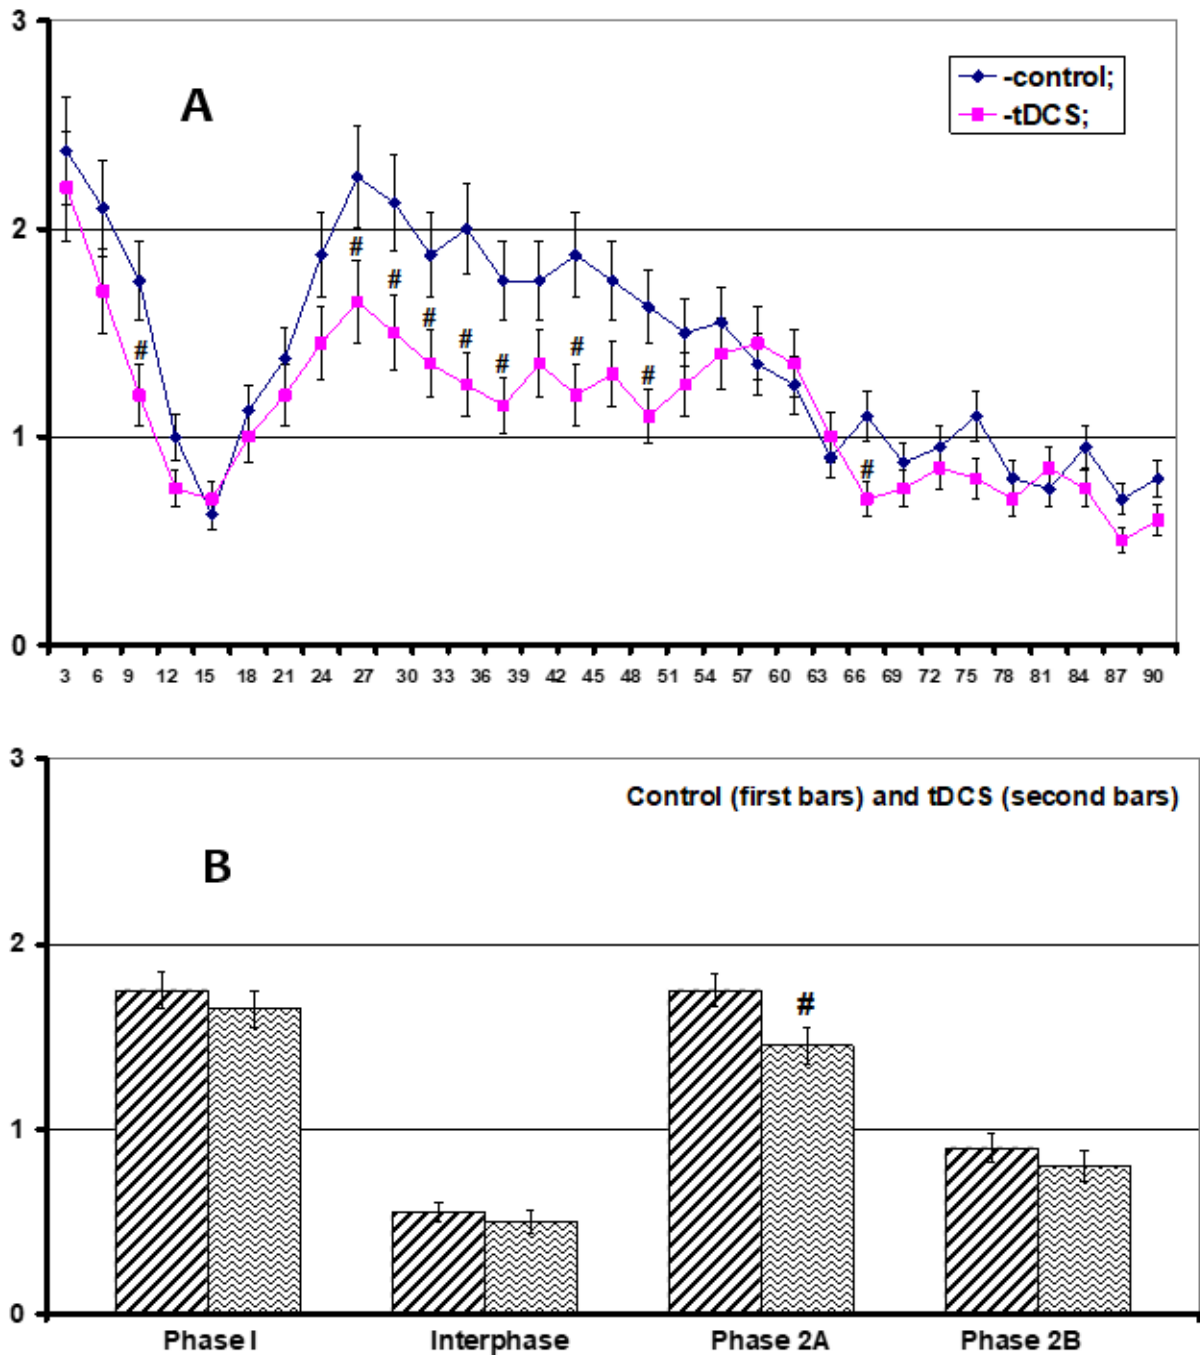 3
A
-control;
-tDCS;
2
#
#
#
#
#
#
#
#
#
1
0
3 6 9 12 15 18 21 24 27 30 33 36 39 42 45 48 51 54 57 60 63 66 69 72 75 78 81 84 87 90
3
Control (first bars) and tDCS (second bars)
B
2
#
1
0
Phase I Interphase Phase 2A Phase 2B